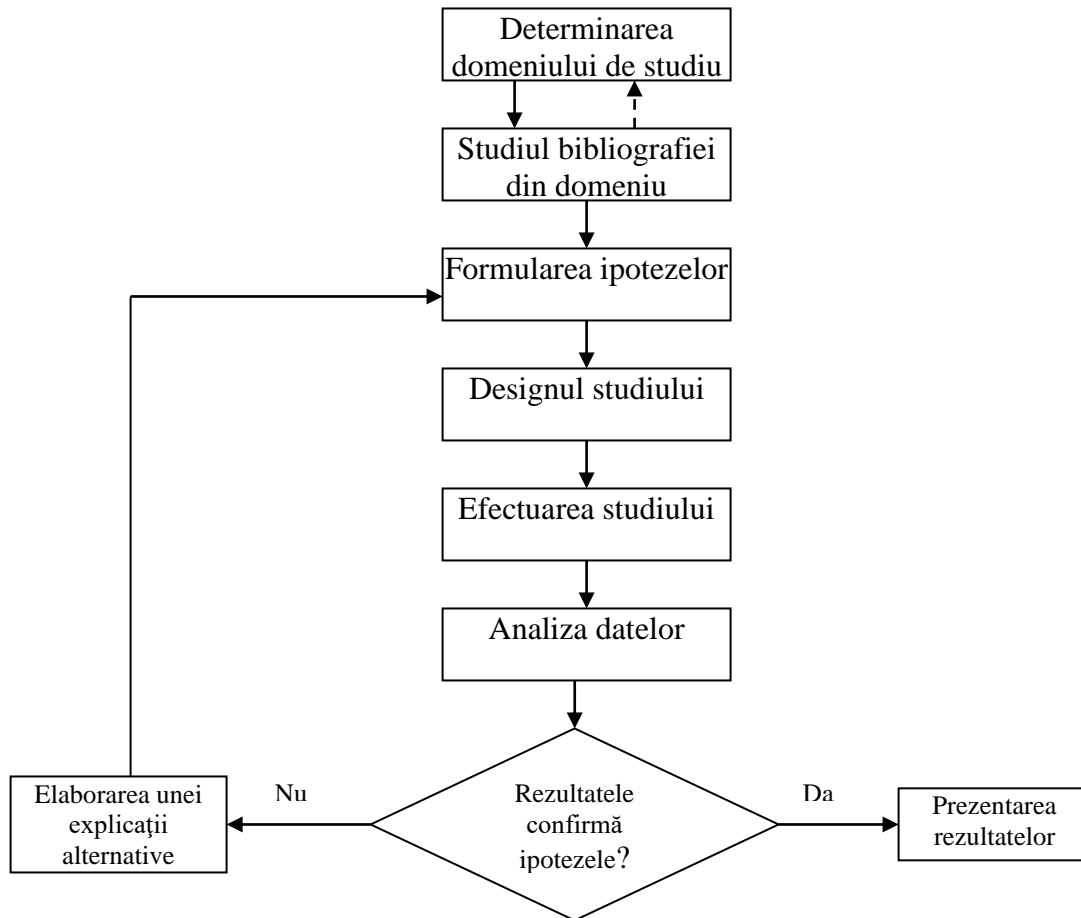 Determinarea
domeniului de studiu
Studiul bibliografiei
din domeniu
Formularea ipotezelor
Designul studiului
Efectuarea studiului
Analiza datelor
Elaborarea unei
explicaţii
alternative
Nu
Rezultatele
confirmă
ipotezele?
Da
Prezentarea
rezultatelor